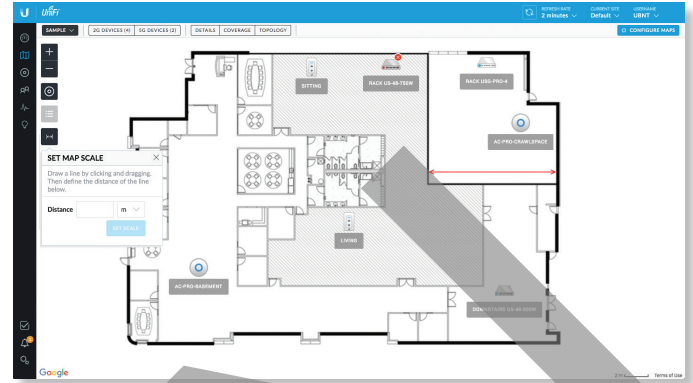 U UniFi
REFRESH RATE
2 minutes
CURRENT SITE
Default
USERNAME
UBNT
SAMPLE
2G DEVICES (4) 5G DEVICES (2)
DETAILS COVERAGE TOPOLOGY
CONFIGURE MAPS
SITTING
RACK US-48-750W
RACK USG-PRO-4
AC-PRO-CRAWLSPACE
SET MAP SCALE
Draw a line by clicking and dragging.
Then define the distance of the line
below.
Distance m
SET SCALE
LIVING
AC-PRO-BASEMENT
DOWNSTAIRS US-48-500W
Google
Terms of Use